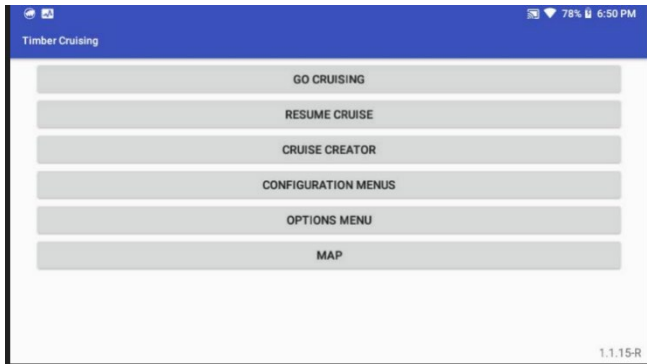 78% 6:50 PM
Timber Cruising
GO CRUISING
RESUME CRUISE
CRUISE CREATOR
CONFIGURATION MENUS
OPTIONS MENU
MAP
1.1.15-R